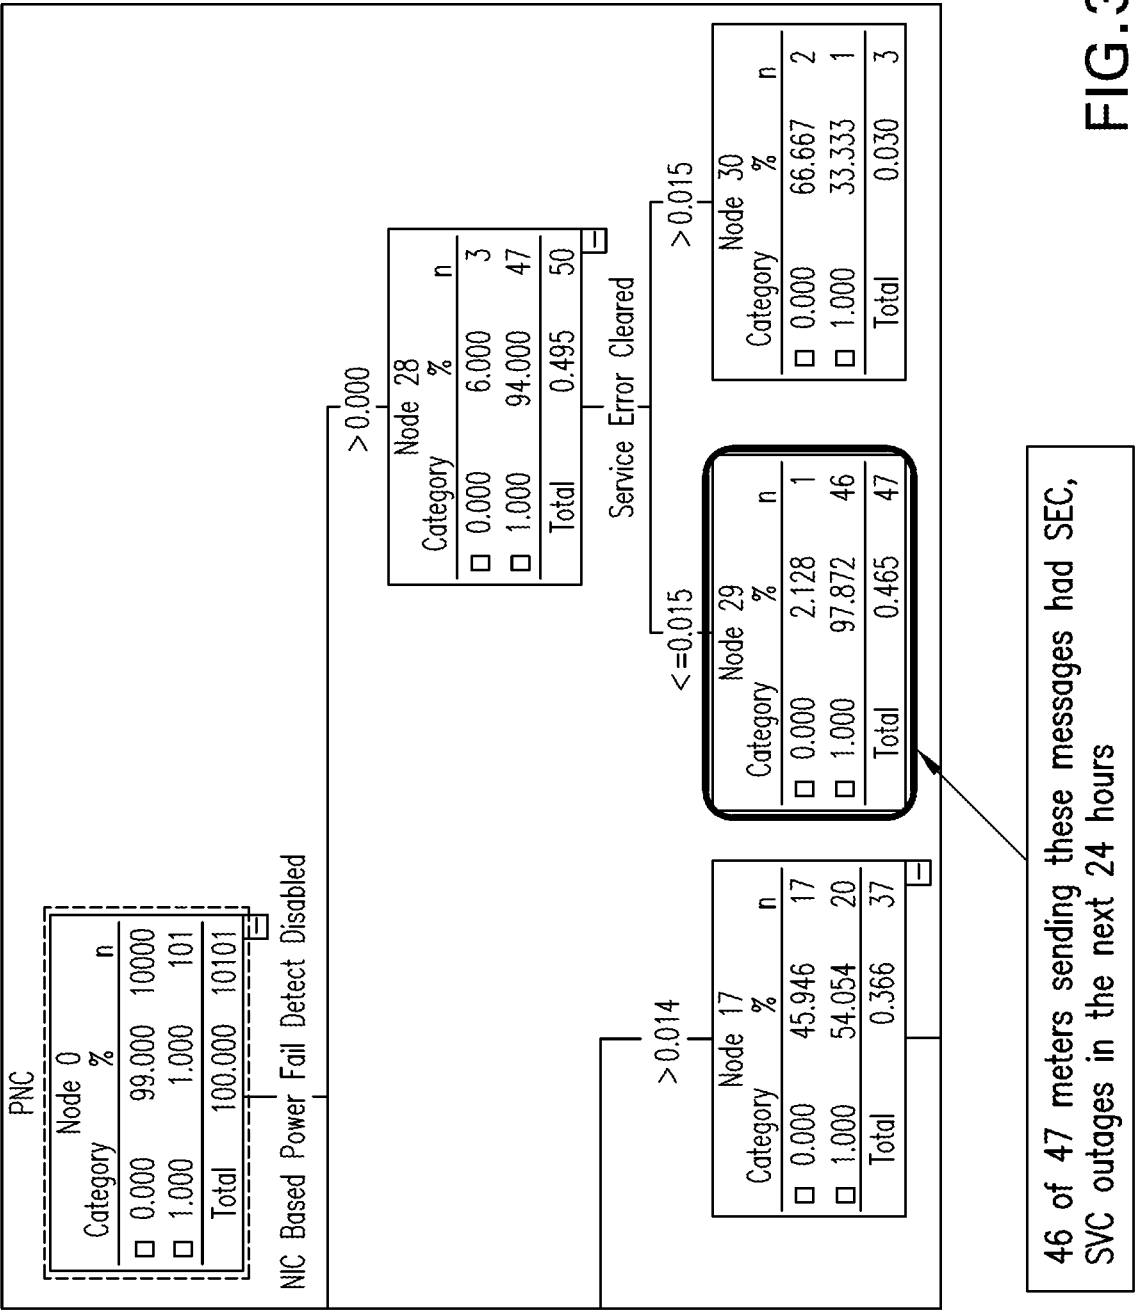 PNC
Node 0
Category % n
0.000 99.000 10000
1.000 1.000 101
Total 100.000 10101
NIC Based Power Fail Detect Disabled
>0.000
Node 28
Category % n
0.000 6.000 3
1.000 94.000 47
Total 0.495 50
Service Error Cleared
>0.014
Node 17
Category % n
0.000 45.946 17
1.000 54.054 20
Total 0.366 37
<=0.015
Node 29
Category % n
0.000 2.128 1
1.000 97.872 46
Total 0.465 47
>0.015
Node 30
Category % n
0.000 66.667 2
1.000 33.333 1
Total 0.030 3
46 of 47 meters sending these messages had SEC,
SVC outages in the next 24 hours
FIG.